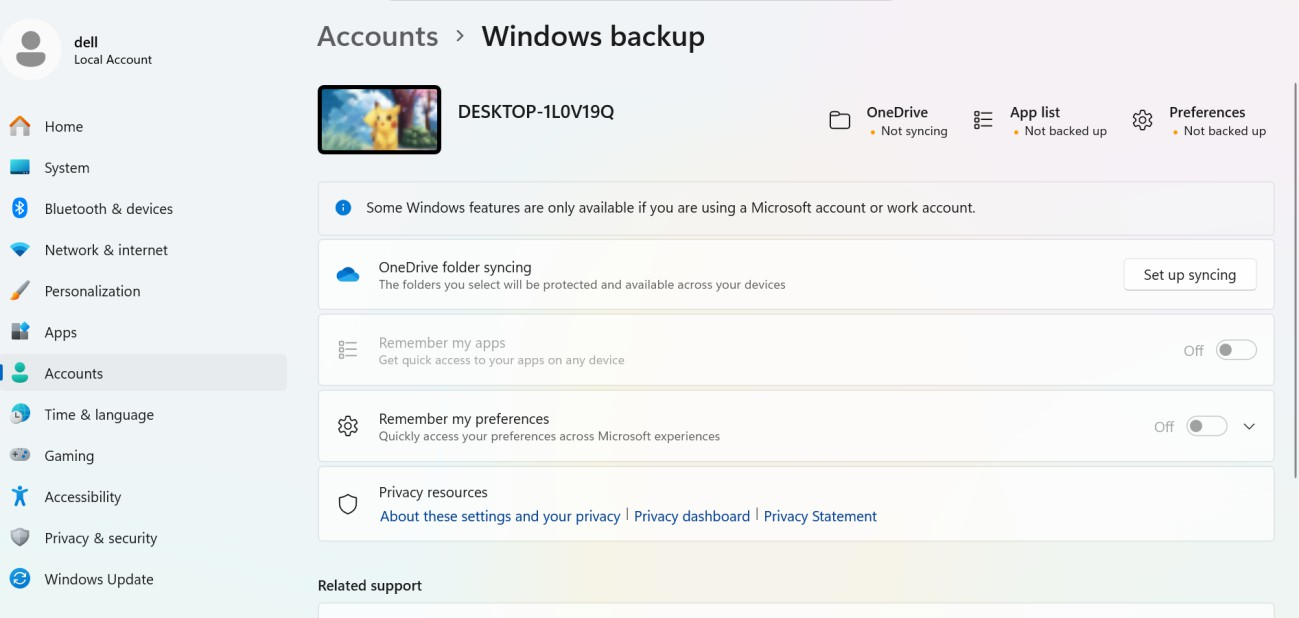 dell
Local Account
Home
System
Bluetooth & devices
Network & internet
Personalization
Apps
Accounts
Time & language
Gaming
Accessibility
Privacy & security
Windows Update
Accounts > Windows backup
DESKTOP-1L0V19Q
OneDrive
• Not syncing
App list
• Not backed up
Preferences
• Not backed up
Some Windows features are only available if you are using a Microsoft account or work account.
OneDrive folder syncing
The folders you select will be protected and available across your devices
Set up syncing
Remember my apps
Get quick access to your apps on any device
Off
Remember my preferences
Quickly access your preferences across Microsoft experiences
Off
Privacy resources
About these settings and your privacy | Privacy dashboard | Privacy Statement
Related support